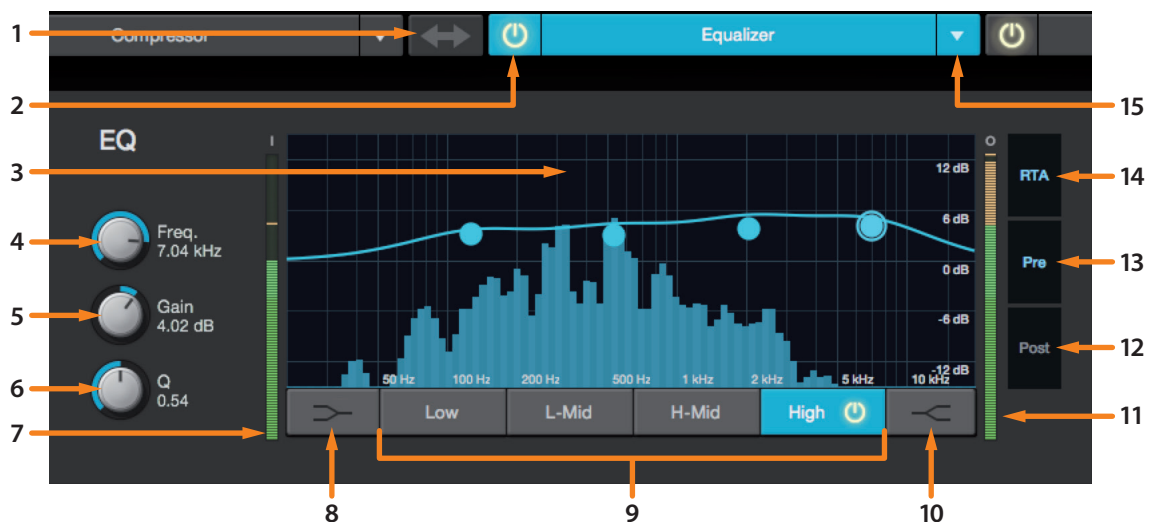 1
Compressor
Equalizer
2
15
EQ
I
O
3
12 dB
RTA
14
6 dB
4
Freq.
7.04 kHz
0 dB
Pre
13
5
Gain
4.02 dB
-6 dB
Post
12
6
Q
0.54
50 Hz 100 Hz 200 Hz 500 Hz 1 kHz 2 kHz 5 kHz 10 kHz
-12 dB
7
Low L-Mid H-Mid High
11
8 9 10